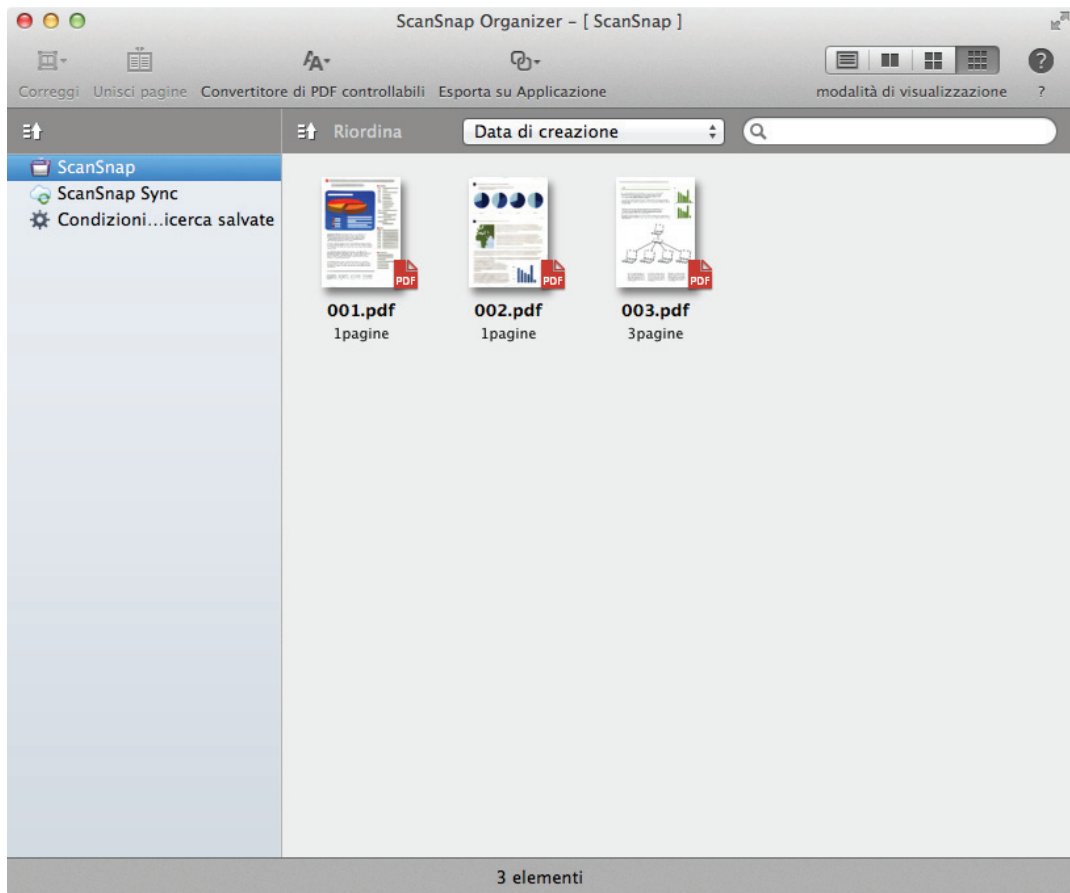 ScanSnap Organizer – [ ScanSnap ]
Correggi Unisci pagine Convertitore di PDF controllabili Esporta su Applicazione modalità di visualizzazione ?
Riordina Data di creazione
ScanSnap
ScanSnap Sync
Condizioni...icerca salvate
PDF PDF PDF
001.pdf 002.pdf 003.pdf
1pagine 1pagine 3pagine
3 elementi